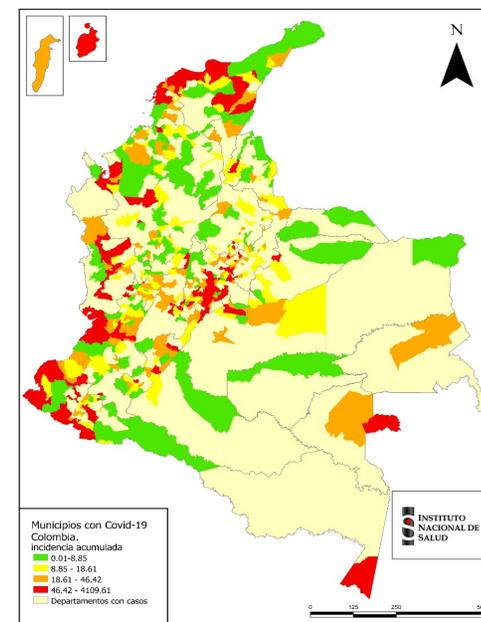 N
INSTITUTO
NACIONAL DE
SALUD
Municipios con Covid-19
Colombia.
incidencia acumulada
0.01-8.85
8.85 - 18.61
18.61 - 46.42
46.42 - 4109.61
Departamentos con casos
0 125 250